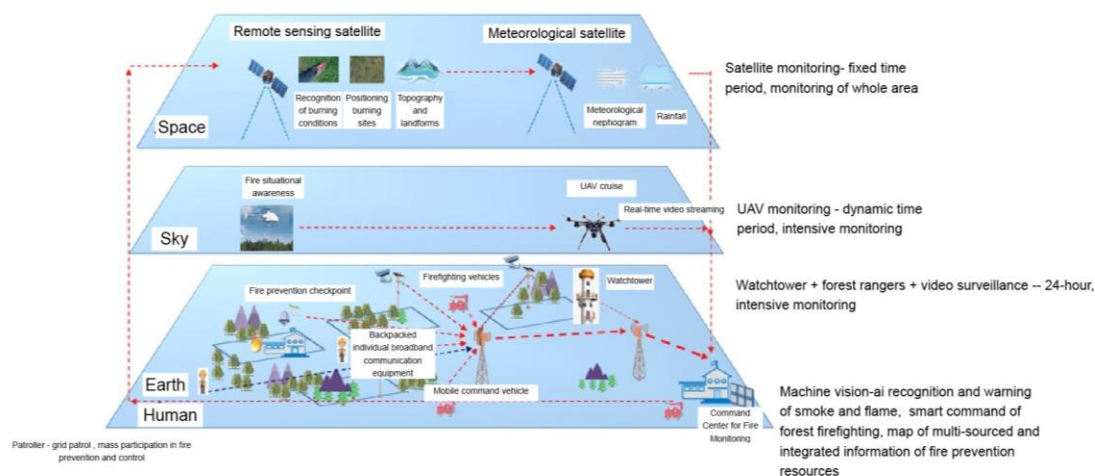 Remote sensing satellite
Meteorological satellite
Recognition
of burning
conditions
Positioning
burning
sites
Topography
and
landforms
Meteorological
nephogram
Rainfall
Space
Satellite monitoring- fixed time
period, monitoring of whole area
Fire situational
awareness
UAV cruise
Real-time video streaming
Sky
UAV monitoring - dynamic time
period, intensive monitoring
Fire prevention checkpoint
Firefighting vehicles
Watchtower
Watchtower + forest rangers + video surveillance -- 24-hour,
intensive monitoring
Backpacked
individual broadband
communication
equipment
Mobile command vehicle
Earth
Human
Command
Center for Fire
Monitoring
Machine vision-ai recognition and warning
of smoke and flame, smart command of
forest firefighting, map of multi-sourced and
integrated information of fire prevention
resources
Patroller - grid patrol , mass participation in fire
prevention and control